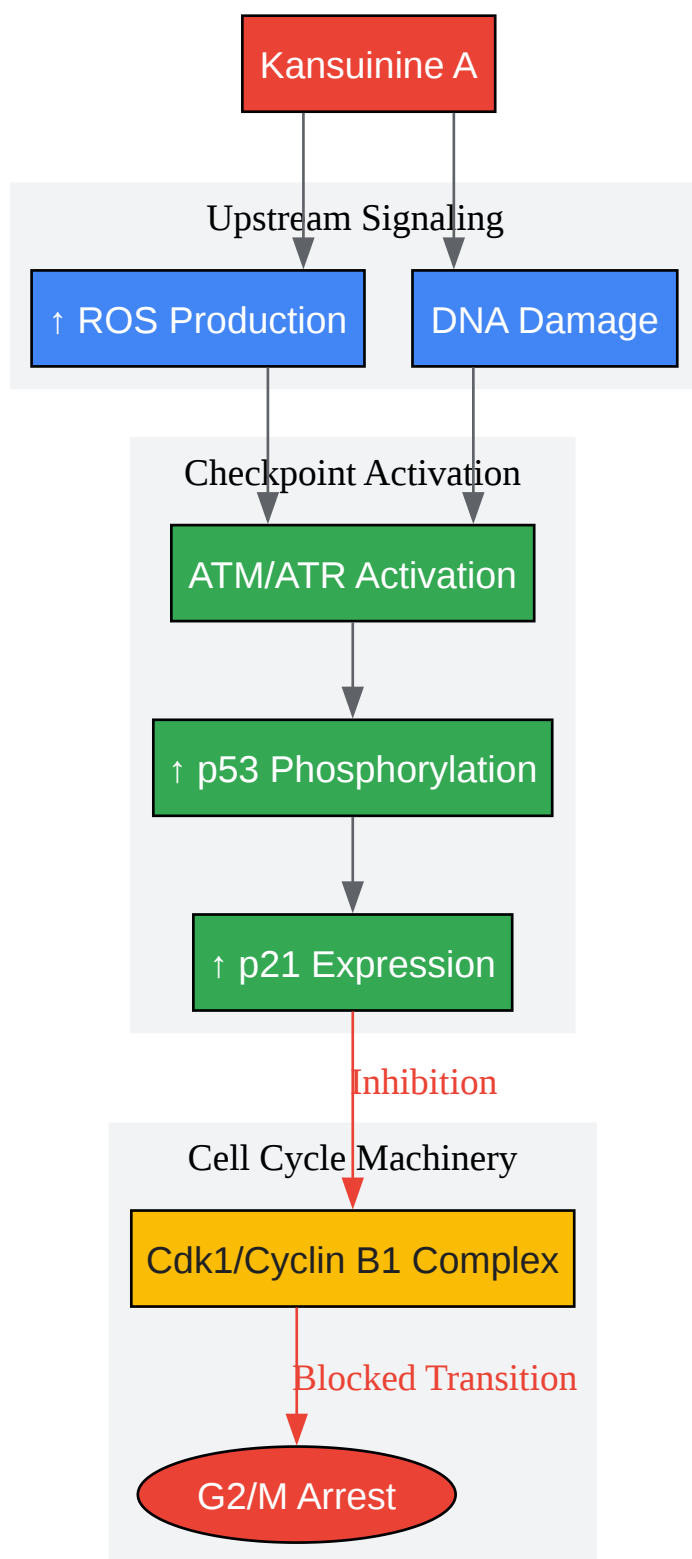 Kansuinine A
Upstream Signaling
↑ ROS Production
DNA Damage
Checkpoint Activation
ATM/ATR Activation
↑ p53 Phosphorylation
↑ p21 Expression
Inhibition
Cell Cycle Machinery
Cdk1/Cyclin B1 Complex
Blocked Transition
G2/M Arrest